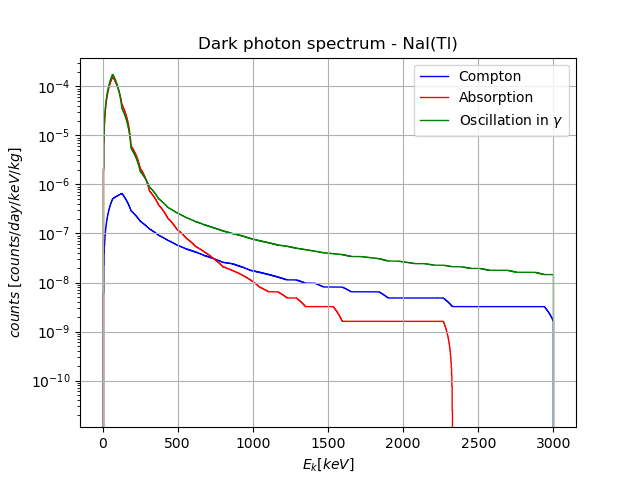 Dark photon spectrum - NaI(Tl)
Compton
Absorption
Oscillation in γ
counts [counts/day/keV/kg]
10⁻⁴
10⁻⁵
10⁻⁶
10⁻⁷
10⁻⁸
10⁻⁹
10⁻¹⁰
0 500 1000 1500 2000 2500 3000
E_k[keV]